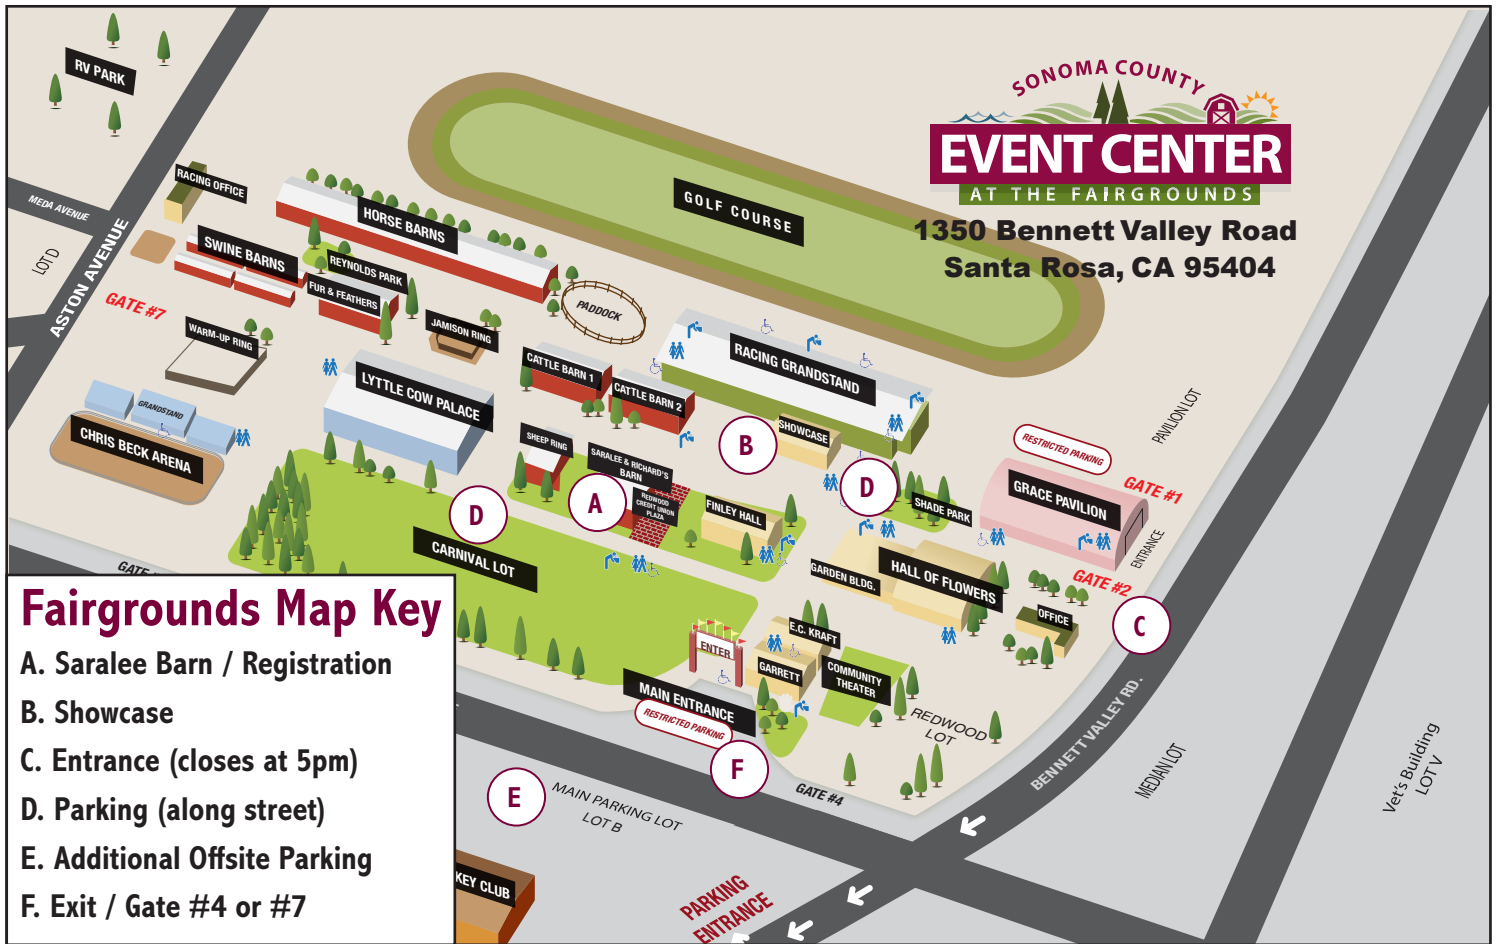 RV PARK
SONOMA COUNTY
EVENT CENTER
AT THE FAIRGROUNDS
1350 Bennett Valley Road
Santa Rosa, CA 95404
RACING OFFICE
MEDA AVENUE
HORSE BARNS
GOLF COURSE
LOT D
ASTON AVENUE
SWINE BARNS
REYNOLDS PARK
FUR & FEATHERS
GATE #7
PADDOCK
WARM-UP RING
JAMISON RING
RACING GRANDSTAND
CATTLE BARN 1
CATTLE BARN 2
LYTTLE COW PALACE
GRANDSTAND
CHRIS BECK ARENA
SHOWCASE
B
PAVILION LOT
RESTRICTED PARKING
SHEEP RING
SARALEE & RICHARD'S
BARN
A
REDWOOD
CREDIT UNION
PLAZA
FINLEY HALL
D
SHADE PARK
GRACE PAVILION
GATE #1
ENTRANCE
D
CARNIVAL LOT
GARDEN BLDG.
HALL OF FLOWERS
GATE #2
OFFICE
C
GATE
E.C. KRAFT
ENTER
GARRETT
COMMUNITY
THEATER
MAIN ENTRANCE
RESTRICTED PARKING
REDWOOD
LOT
BENNETT VALLEY RD.
MEDIAN LOT
Vet's Building
LOT V
F
GATE #4
E
MAIN PARKING LOT
LOT B
KEY CLUB
PARKING
ENTRANCE
Fairgrounds Map Key
A. Saralee Barn / Registration
B. Showcase
C. Entrance (closes at 5pm)
D. Parking (along street)
E. Additional Offsite Parking
F. Exit / Gate #4 or #7